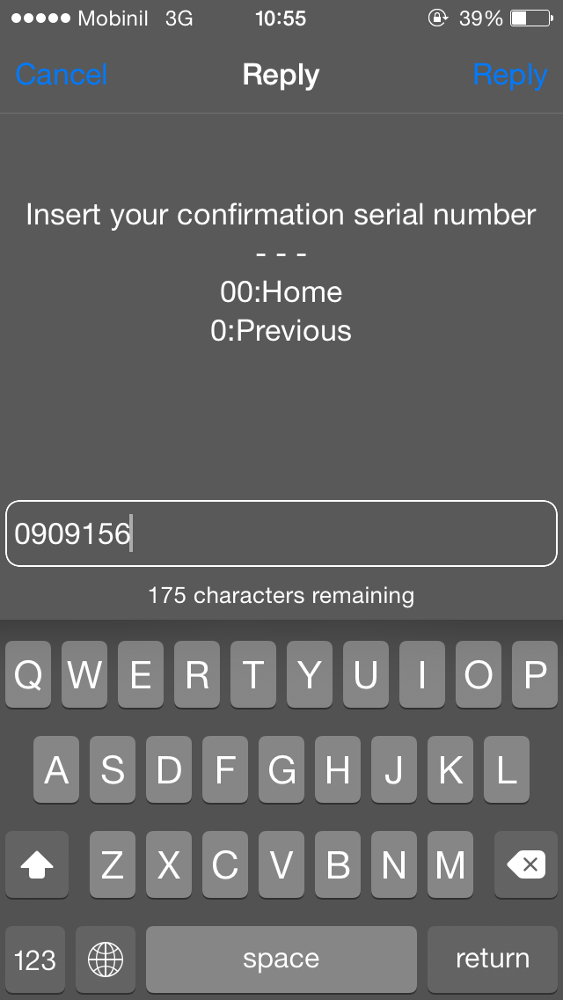 Mobinil 3G 10:55 39%
Cancel Reply Reply
Insert your confirmation serial number
- - -
00:Home
0:Previous
0909156
175 characters remaining
Q W E R T Y U I O P
A S D F G H J K L
Z X C V B N M
123 space return